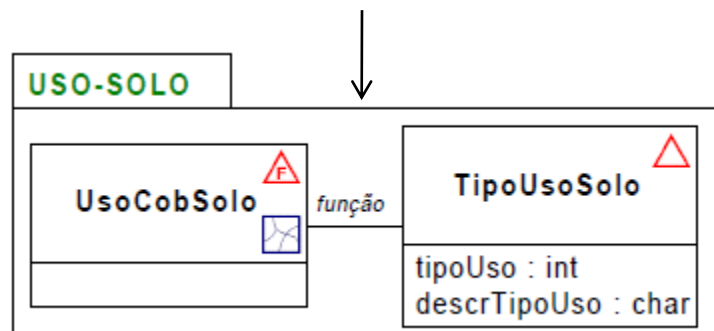 USO-SOLO
F
UsoCobSolo
função
TipoUsoSolo
tipoUso : int
descrTipoUso : char